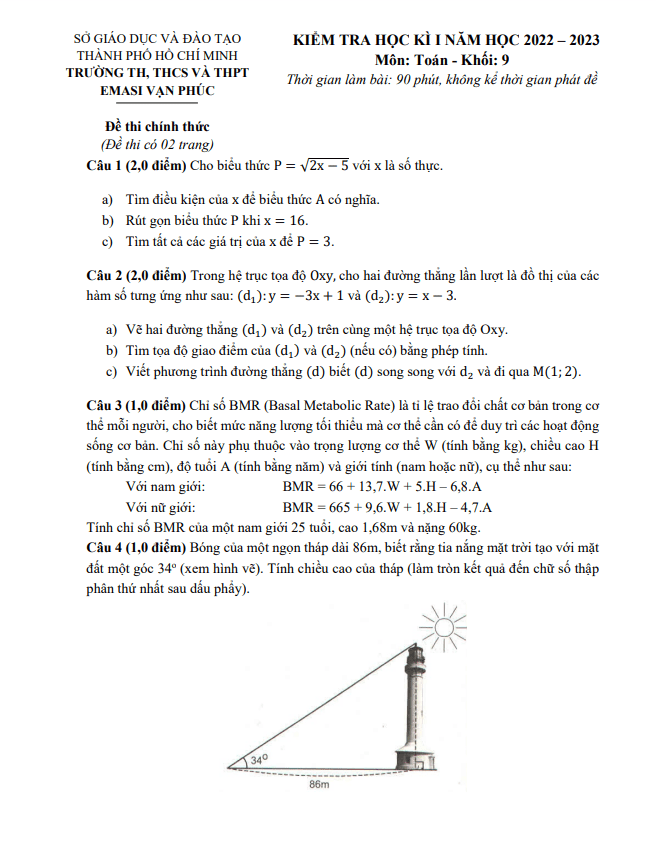 SỞ GIÁO DỤC VÀ ĐÀO TẠO
THÀNH PHỐ HỒ CHÍ MINH
TRƯỜNG TH, THCS VÀ THPT
EMASI VẠN PHÚC
KIỂM TRA HỌC KÌ I NĂM HỌC 2022 – 2023
Môn: Toán - Khối: 9
Thời gian làm bài: 90 phút, không kể thời gian phát đề
Đề thi chính thức
(Đề thi có 02 trang)
Câu 1 (2,0 điểm) Cho biểu thức P = √(2x − 5) với x là số thực.
a) Tìm điều kiện của x để biểu thức A có nghĩa.
b) Rút gọn biểu thức P khi x = 16.
c) Tìm tất cả các giá trị của x để P = 3.
Câu 2 (2,0 điểm) Trong hệ trục tọa độ Oxy, cho hai đường thẳng lần lượt là đồ thị của các
hàm số tưng ứng như sau: (d₁): y = −3x + 1 và (d₂): y = x − 3.
a) Vẽ hai đường thẳng (d₁) và (d₂) trên cùng một hệ trục tọa độ Oxy.
b) Tìm tọa độ giao điểm của (d₁) và (d₂) (nếu có) bằng phép tính.
c) Viết phương trình đường thẳng (d) biết (d) song song với d₂ và đi qua M(1; 2).
Câu 3 (1,0 điểm) Chỉ số BMR (Basal Metabolic Rate) là tỉ lệ trao đổi chất cơ bản trong cơ
thể mỗi người, cho biết mức năng lượng tối thiểu mà cơ thể cần có để duy trì các hoạt động
sống cơ bản. Chỉ số này phụ thuộc vào trọng lượng cơ thể W (tính bằng kg), chiều cao H
(tính bằng cm), độ tuổi A (tính bằng năm) và giới tính (nam hoặc nữ), cụ thể như sau:
Với nam giới: BMR = 66 + 13,7.W + 5.H – 6,8.A
Với nữ giới: BMR = 665 + 9,6.W + 1,8.H – 4,7.A
Tính chỉ số BMR của một nam giới 25 tuổi, cao 1,68m và nặng 60kg.
Câu 4 (1,0 điểm) Bóng của một ngọn tháp dài 86m, biết rằng tia nắng mặt trời tạo với mặt
đất một góc 34º (xem hình vẽ). Tính chiều cao của tháp (làm tròn kết quả đến chữ số thập
phân thứ nhất sau dấu phẩy).
34º
86m